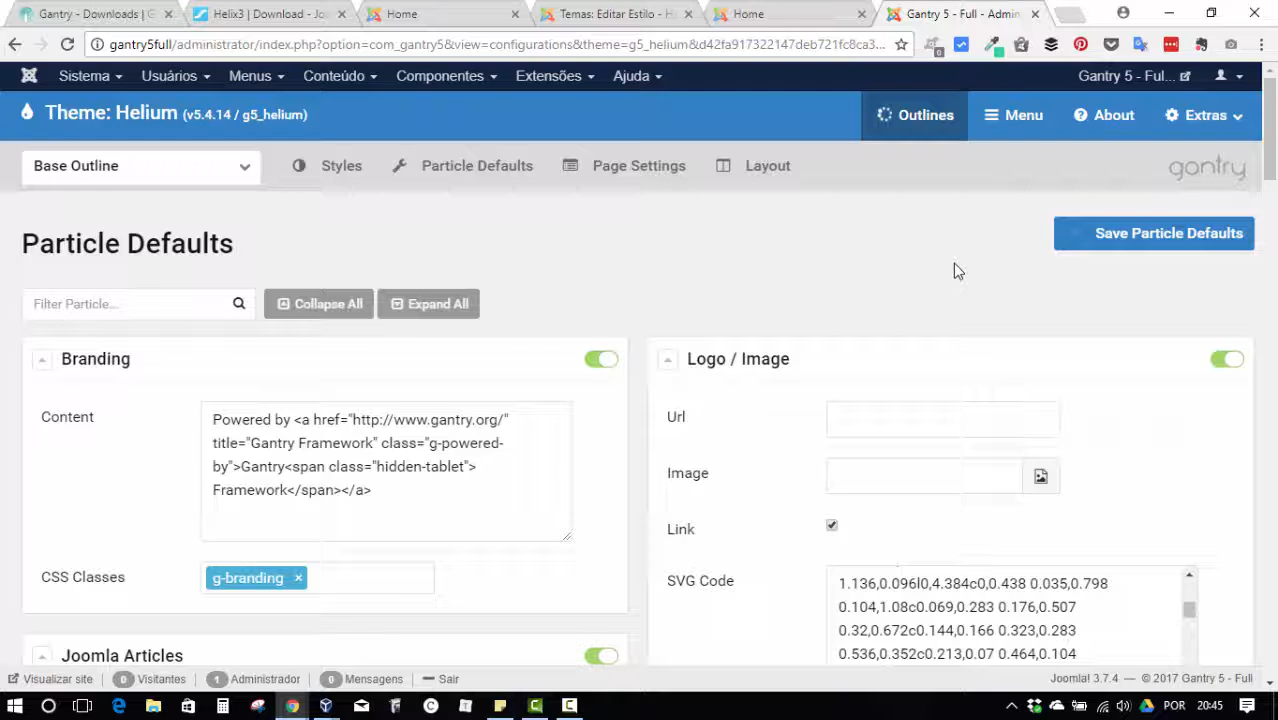 Gantry - Downloads | G
Helix3 | Download - Jo
Home
Temas: Editar Estilo - H
Home
Gantry 5 - Full - Admin
gantry5full/administrator/index.php?option=com_gantry5&view=configurations&theme=g5_helium&d42fa917322147deb721fc8ca3...
Sistema Usuários Menus Conteúdo Componentes Extensões Ajuda Gantry 5 - Ful...
Theme: Helium (v5.4.14 / g5_helium) Outlines Menu About Extras
Base Outline Styles Particle Defaults Page Settings Layout gantry
Particle Defaults
Save Particle Defaults
Filter Particle... Collapse All Expand All
Branding
Content
Powered by <a href="http://www.gantry.org/"
title="Gantry Framework" class="g-powered-
by">Gantry<span class="hidden-tablet">
Framework</span></a>
CSS Classes g-branding ×
Joomla Articles
Logo / Image
Url
Image
Link
SVG Code
1.136,0.096l0,4.384c0,0.438 0.035,0.798
0.104,1.08c0.069,0.283 0.176,0.507
0.32,0.672c0.144,0.166 0.323,0.283
0.536,0.352c0.213,0.07 0.464,0.104
Visualizar site 0 Visitantes 1 Administrador 0 Mensagens Sair Joomla! 3.7.4 — © 2017 Gantry 5 - Full
POR 20:45